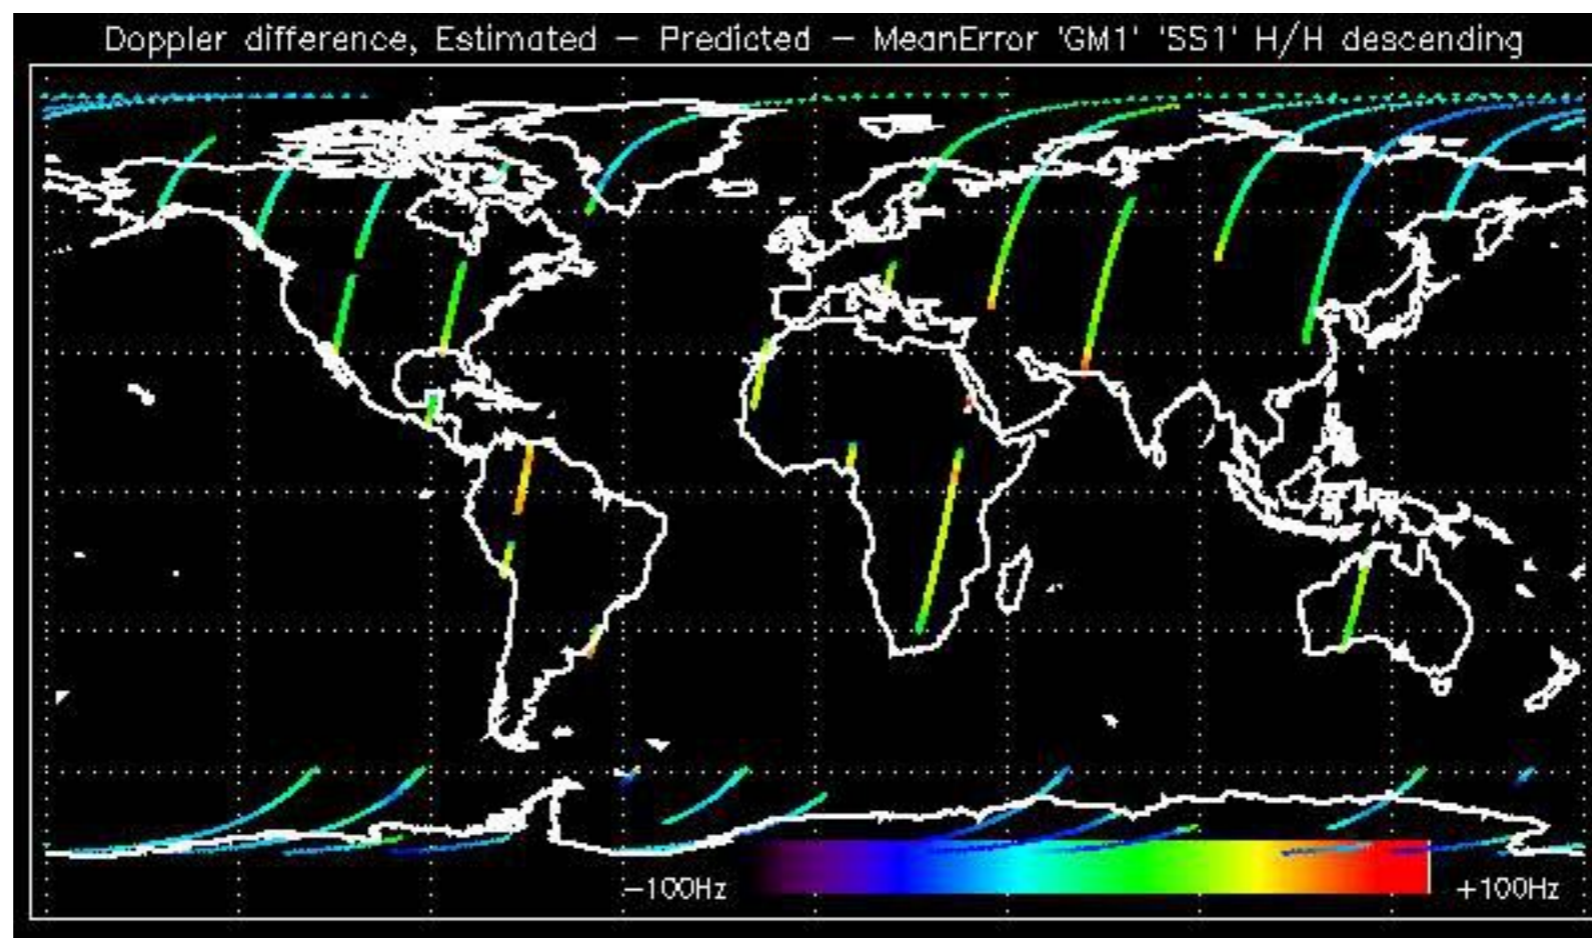 Doppler difference, Estimated – Predicted – MeanError 'GM1' 'SS1' H/H descending
-100Hz +100Hz